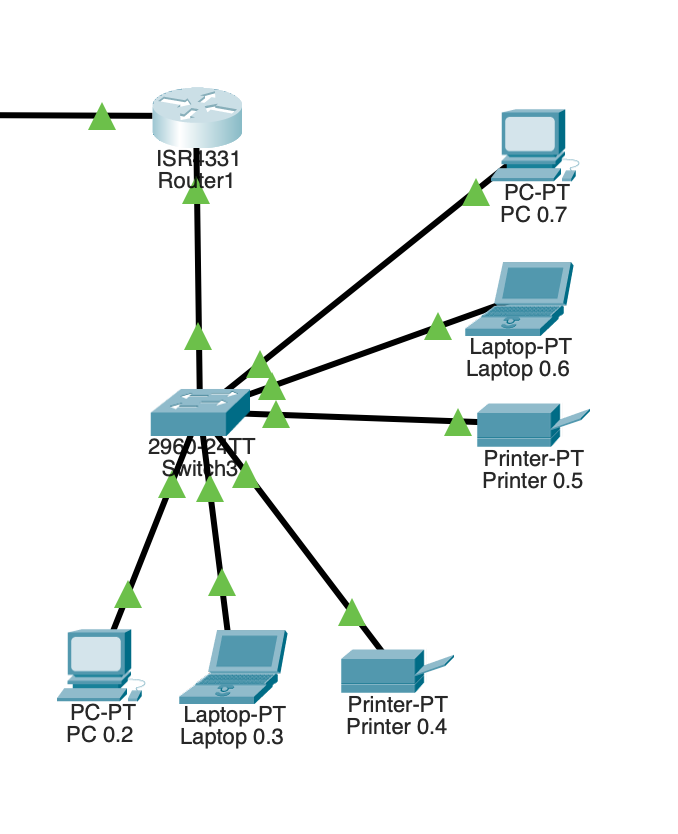 ISR4331
Router1
PC-PT
PC 0.7
Laptop-PT
Laptop 0.6
2960-24TT
Switch3
Printer-PT
Printer 0.5
PC-PT
PC 0.2
Laptop-PT
Laptop 0.3
Printer-PT
Printer 0.4